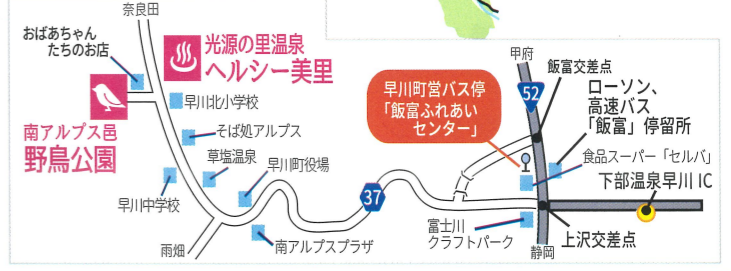 奈良田
おばあちゃん
たちのお店
光源の里温泉
ヘルシー美里
早川北小学校
南アルプス邑
野鳥公園
そば処アルプス
草塩温泉
早川町役場
早川中学校
雨畑
南アルプスプラザ
37
早川町営バス停
「飯富ふれあい
センター」
甲府
52
飯富交差点
ローソン、
高速バス
「飯富」停留所
食品スーパー「セルバ」
下部温泉早川 IC
富士川
クラフトパーク
上沢交差点
静岡